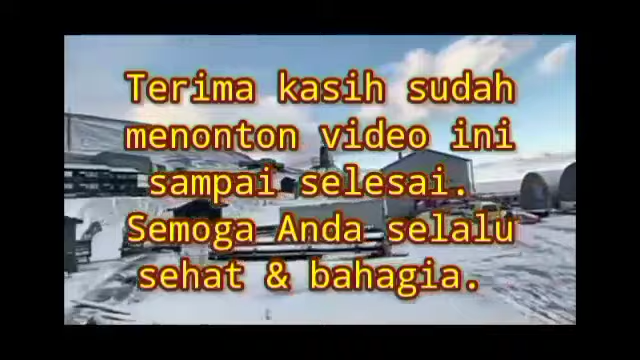 Terima kasih sudah
menonton video ini
sampai selesai.
Semoga Anda selalu
sehat & bahagia.